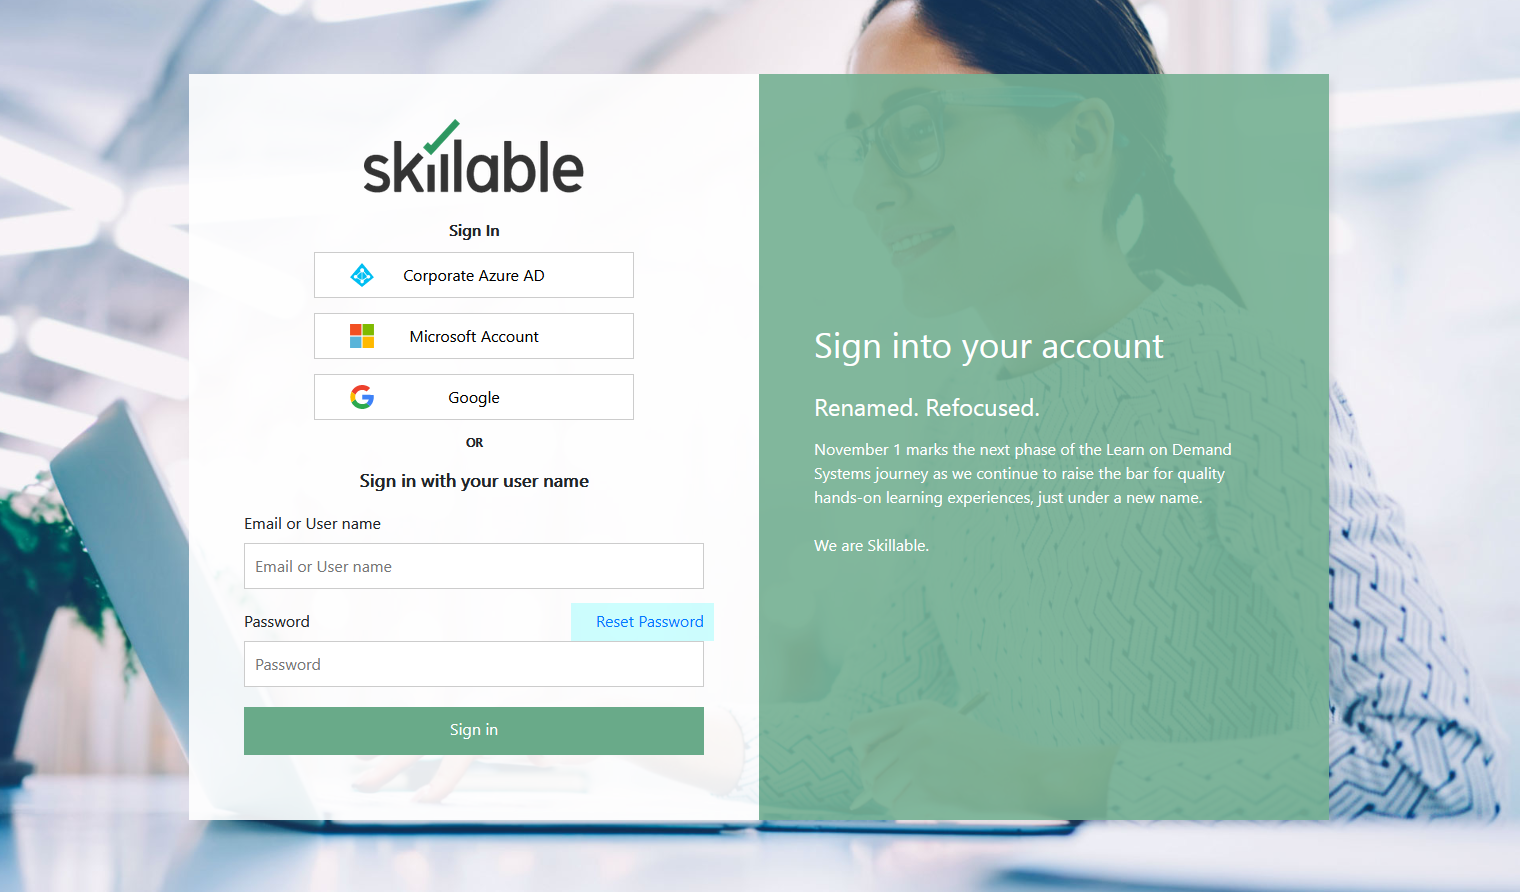 skillable
Sign In
Corporate Azure AD
Microsoft Account
Google
OR
Sign in with your user name
Email or User name
Email or User name
Password
Reset Password
Password
Sign in
Sign into your account
Renamed. Refocused.
November 1 marks the next phase of the Learn on Demand
Systems journey as we continue to raise the bar for quality
hands-on learning experiences, just under a new name.
We are Skillable.